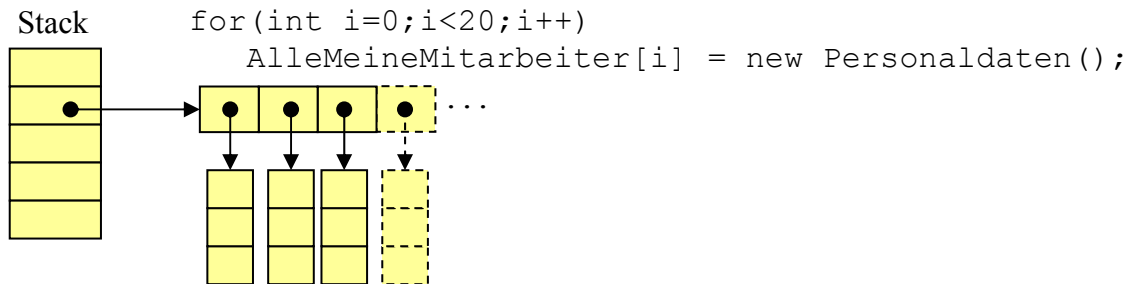 Stack
for(int i=0;i<20;i++)
AlleMeineMitarbeiter[i] = new Personaldaten();
...